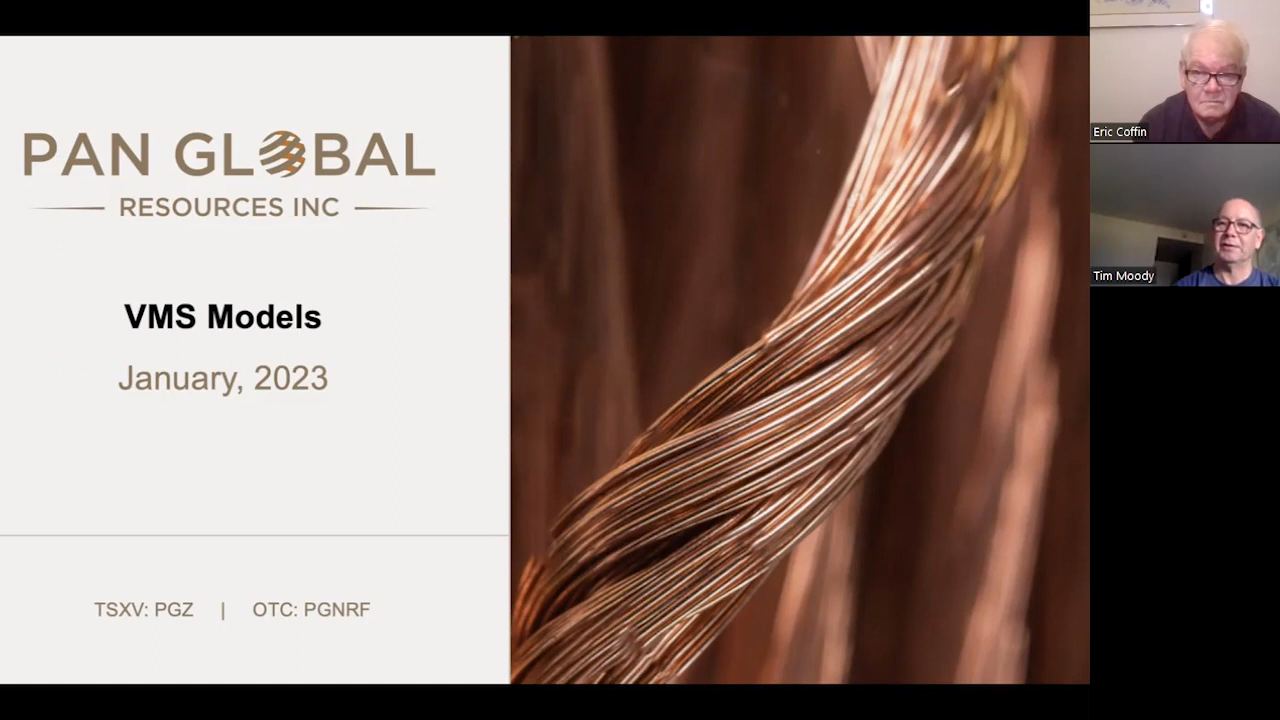 PAN GLOBAL
RESOURCES INC
VMS Models
January, 2023
TSXV: PGZ | OTC: PGNRF
Eric Coffin
Tim Moody